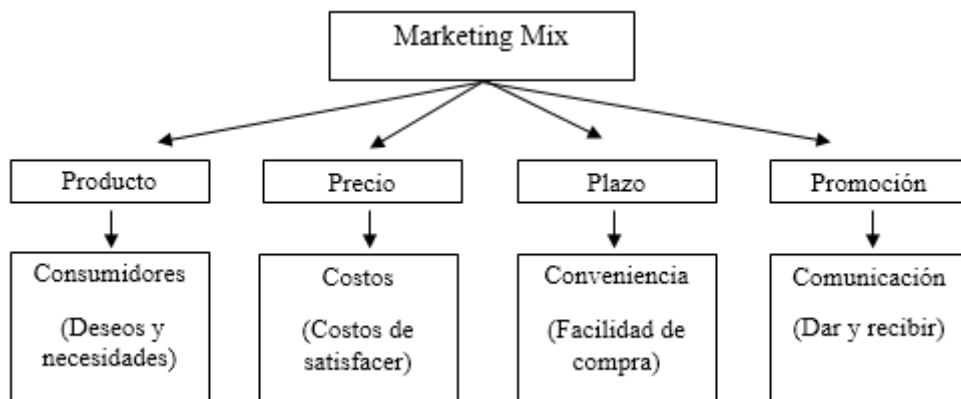 Marketing Mix
Producto
Precio
Plazo
Promoción
Consumidores
(Deseos y
necesidades)
Costos
(Costos de
satisfacer)
Conveniencia
(Facilidad de
compra)
Comunicación
(Dar y recibir)